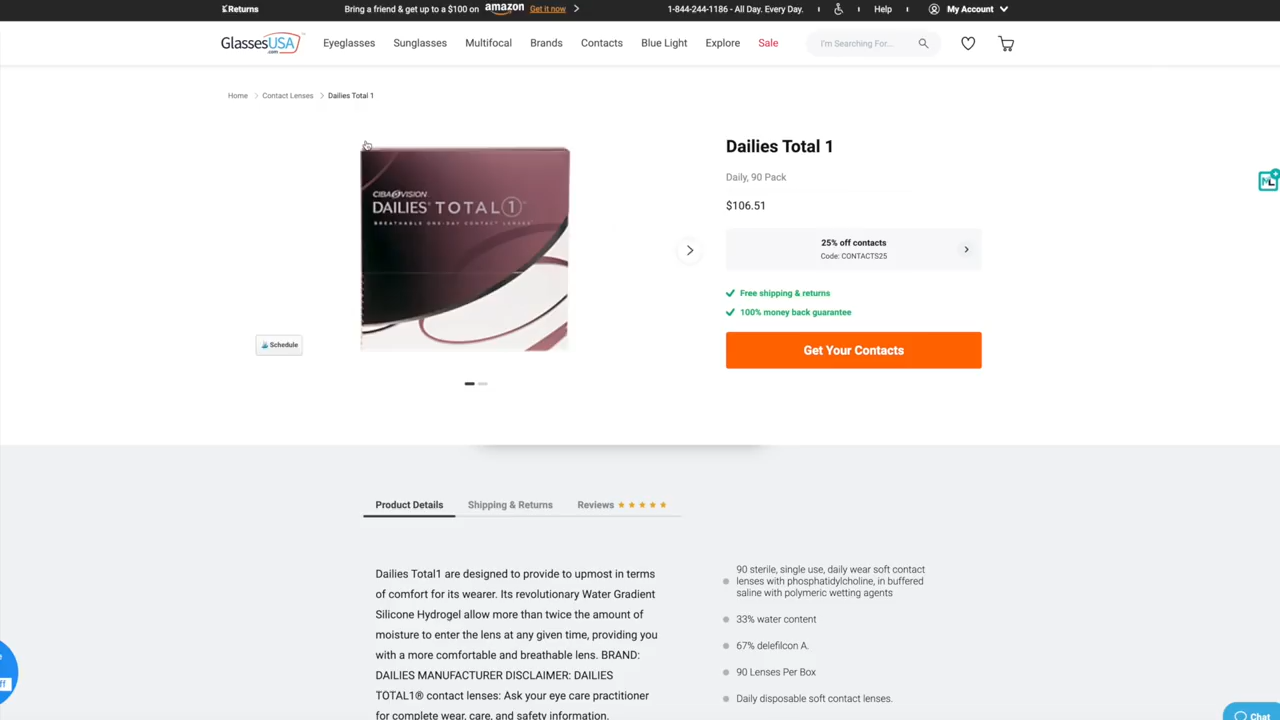 Returns
Bring a friend & get up to $100 on amazon Get it now
1-844-244-1186 - All Day. Every Day.
Help
My Account
GlassesUSA
.com
Eyeglasses
Sunglasses
Multifocal
Brands
Contacts
Blue Light
Explore
Sale
I'm Searching For...
Home > Contact Lenses > Dailies Total 1
CIBA VISION
DAILIES® TOTAL 1™
BREATHABLE ONE-DAY CONTACT LENSES
Schedule
Dailies Total 1
Daily, 90 Pack
$106.51
25% off contacts
Code: CONTACTS25
Free shipping & returns
100% money back guarantee
Get Your Contacts
ML
Product Details
Shipping & Returns
Reviews
Dailies Total1 are designed to provide to upmost in terms
of comfort for its wearer. Its revolutionary Water Gradient
Silicone Hydrogel allow more than twice the amount of
moisture to enter the lens at any given time, providing you
with a more comfortable and breathable lens. BRAND:
DAILIES MANUFACTURER DISCLAIMER: DAILIES
TOTAL1® contact lenses: Ask your eye care practitioner
for complete wear, care, and safety information.
90 sterile, single use, daily wear soft contact
lenses with phosphatidylcholine, in buffered
saline with polymeric wetting agents
33% water content
67% delefilcon A.
90 Lenses Per Box
Daily disposable soft contact lenses.
Chat